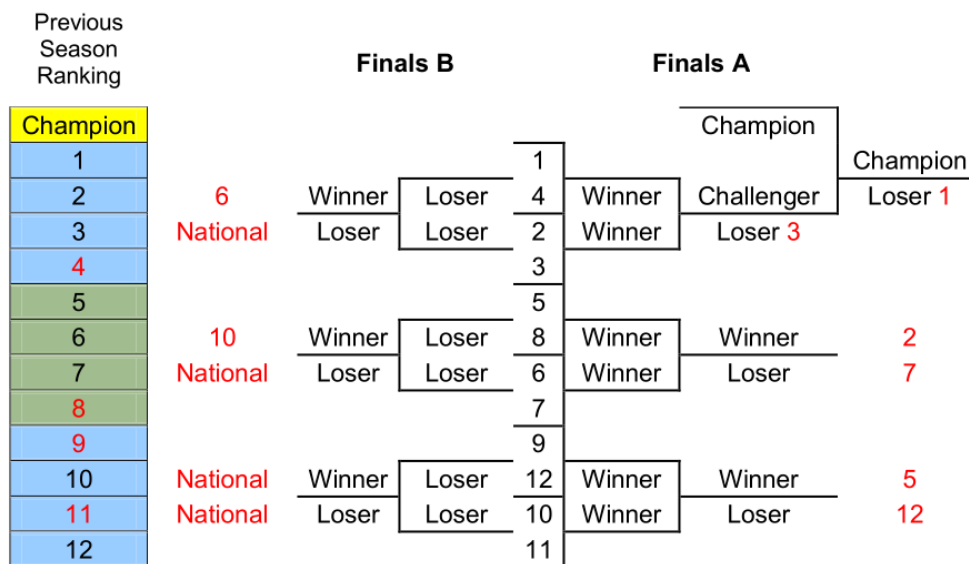 Previous
Season
Ranking
Finals B Finals A
Champion Champion
1 1 Champion
2 6 Winner Loser 4 Winner Challenger Loser 1
3 National Loser Loser 2 Winner Loser 3
4 3
5 5
6 10 Winner Loser 8 Winner Winner 2
7 National Loser Loser 6 Winner Loser 7
8 7
9 9
10 National Winner Loser 12 Winner Winner 5
11 National Loser Loser 10 Winner Loser 12
12 11